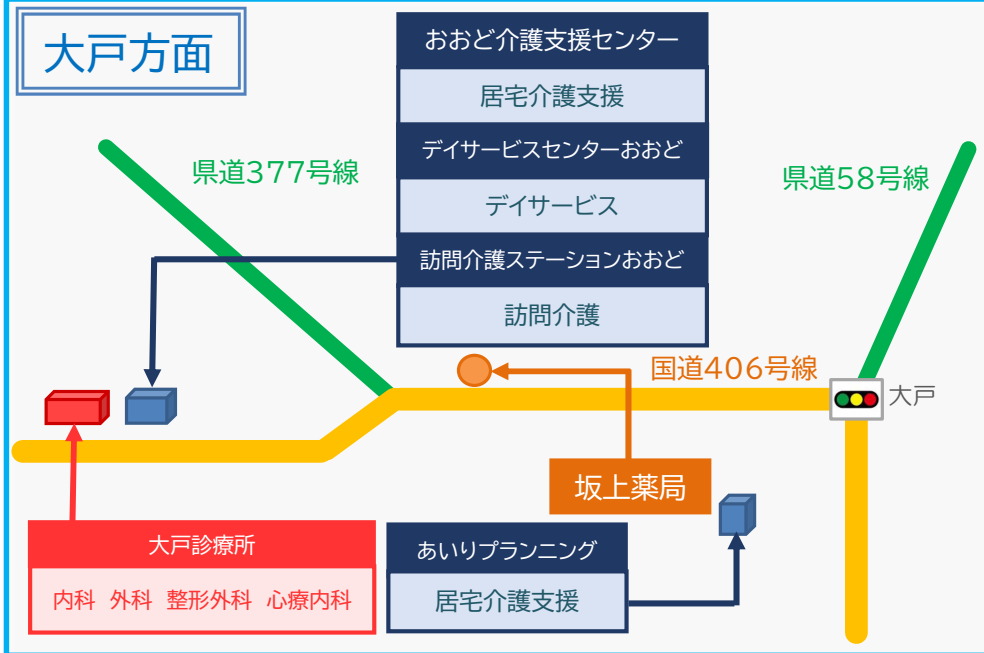 大戸方面
おおど介護支援センター
居宅介護支援
デイサービスセンターおおど
デイサービス
訪問介護ステーションおおど
訪問介護
県道377号線
県道58号線
国道406号線
大戸
坂上薬局
大戸診療所
内科 外科 整形外科 心療内科
あいりプランニング
居宅介護支援